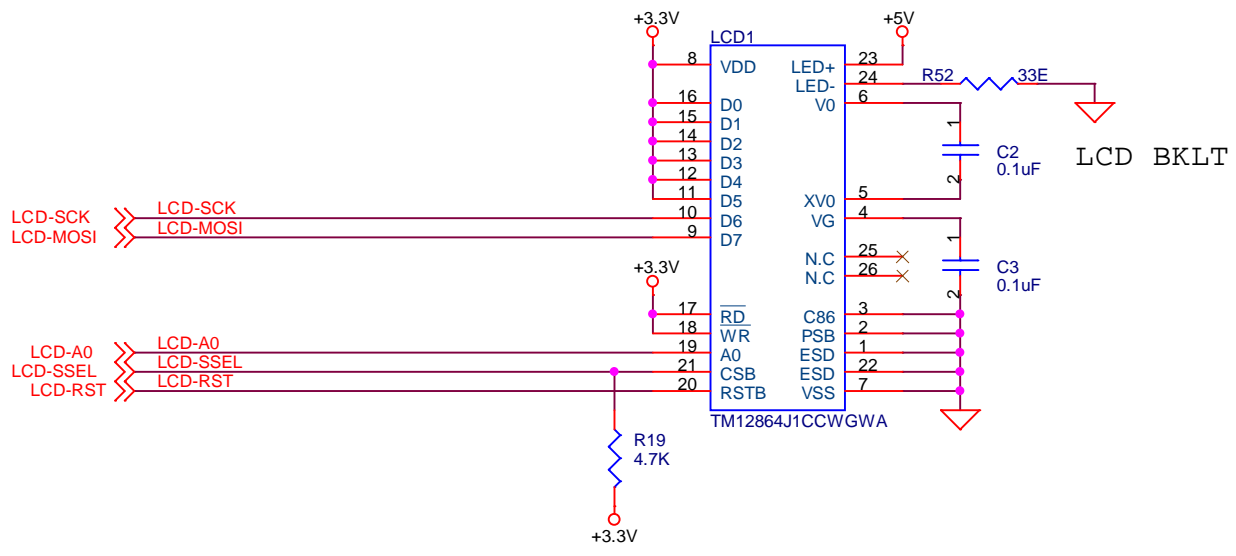 +3.3V
+5V
LCD1
8 VDD LED+ 23
LED- 24 R52 33E
16 D0 V0 6
15 D1
14 D2
13 D3
12 D4
11 D5 XV0 5
1
C2
0.1uF
2
LCD BKLT
LCD-SCK LCD-SCK 10 D6 VG 4
LCD-MOSI LCD-MOSI 9 D7
1
C3
0.1uF
2
N.C 25
N.C 26
+3.3V
17 RD C86 3
18 WR PSB 2
LCD-A0 LCD-A0 19 A0 ESD 1
LCD-SSEL LCD-SSEL 21 CSB ESD 22
LCD-RST LCD-RST 20 RSTB VSS 7
TM12864J1CCWGWA
R19
4.7K
+3.3V